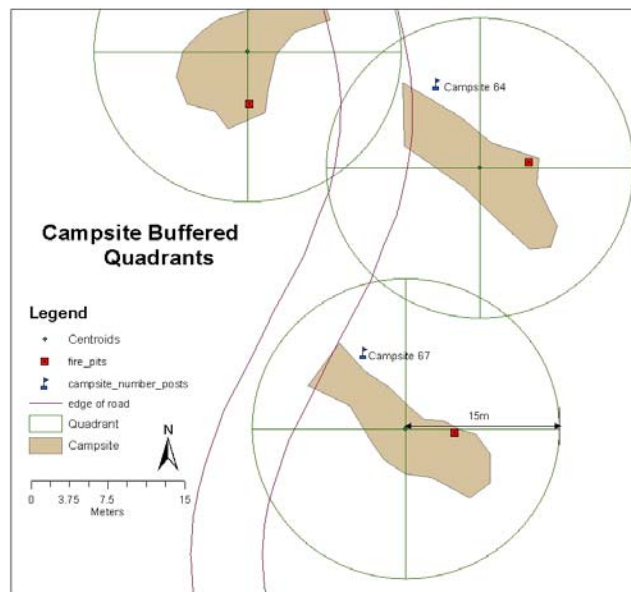 Campsite 64
Campsite Buffered
Quadrants
Legend
Centroids
fire_pits
campsite_number_posts
edge of road
Quadrant
Campsite
N
0 3.75 7.5 15
Meters
Campsite 67
15m